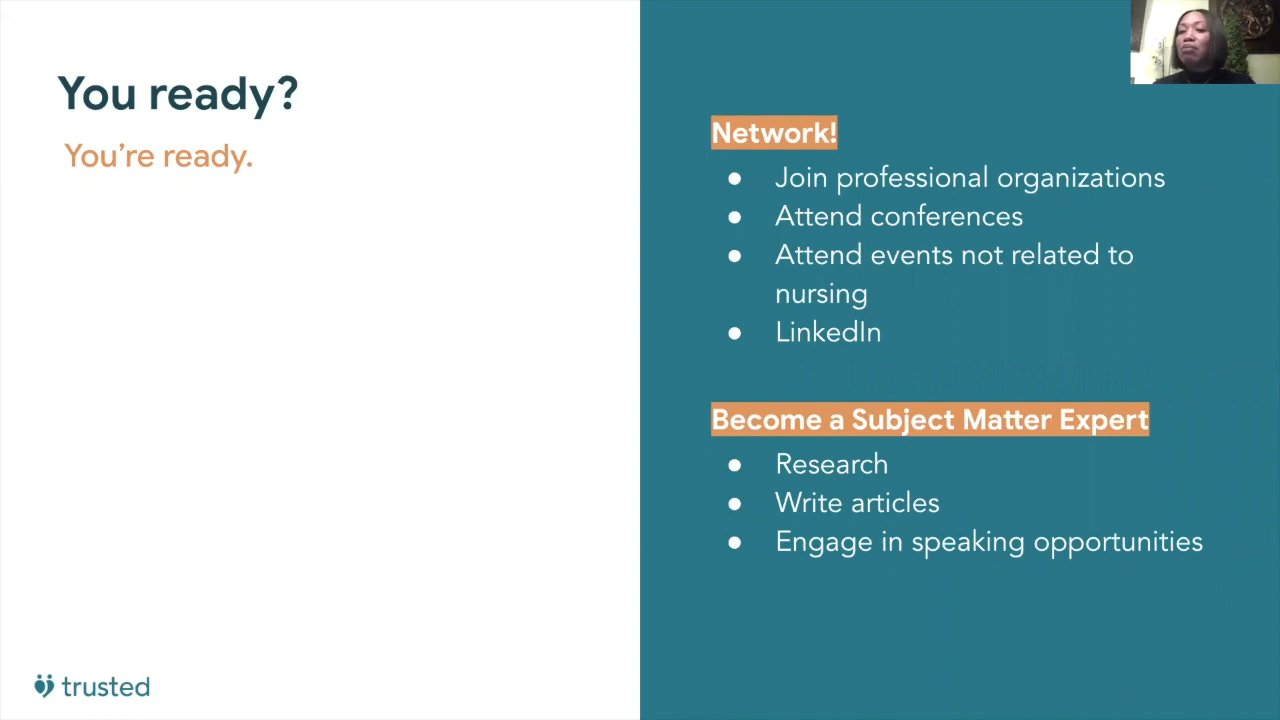 You ready?
You're ready.
Network!
● Join professional organizations
● Attend conferences
● Attend events not related to
nursing
● LinkedIn
Become a Subject Matter Expert
● Research
● Write articles
● Engage in speaking opportunities
trusted